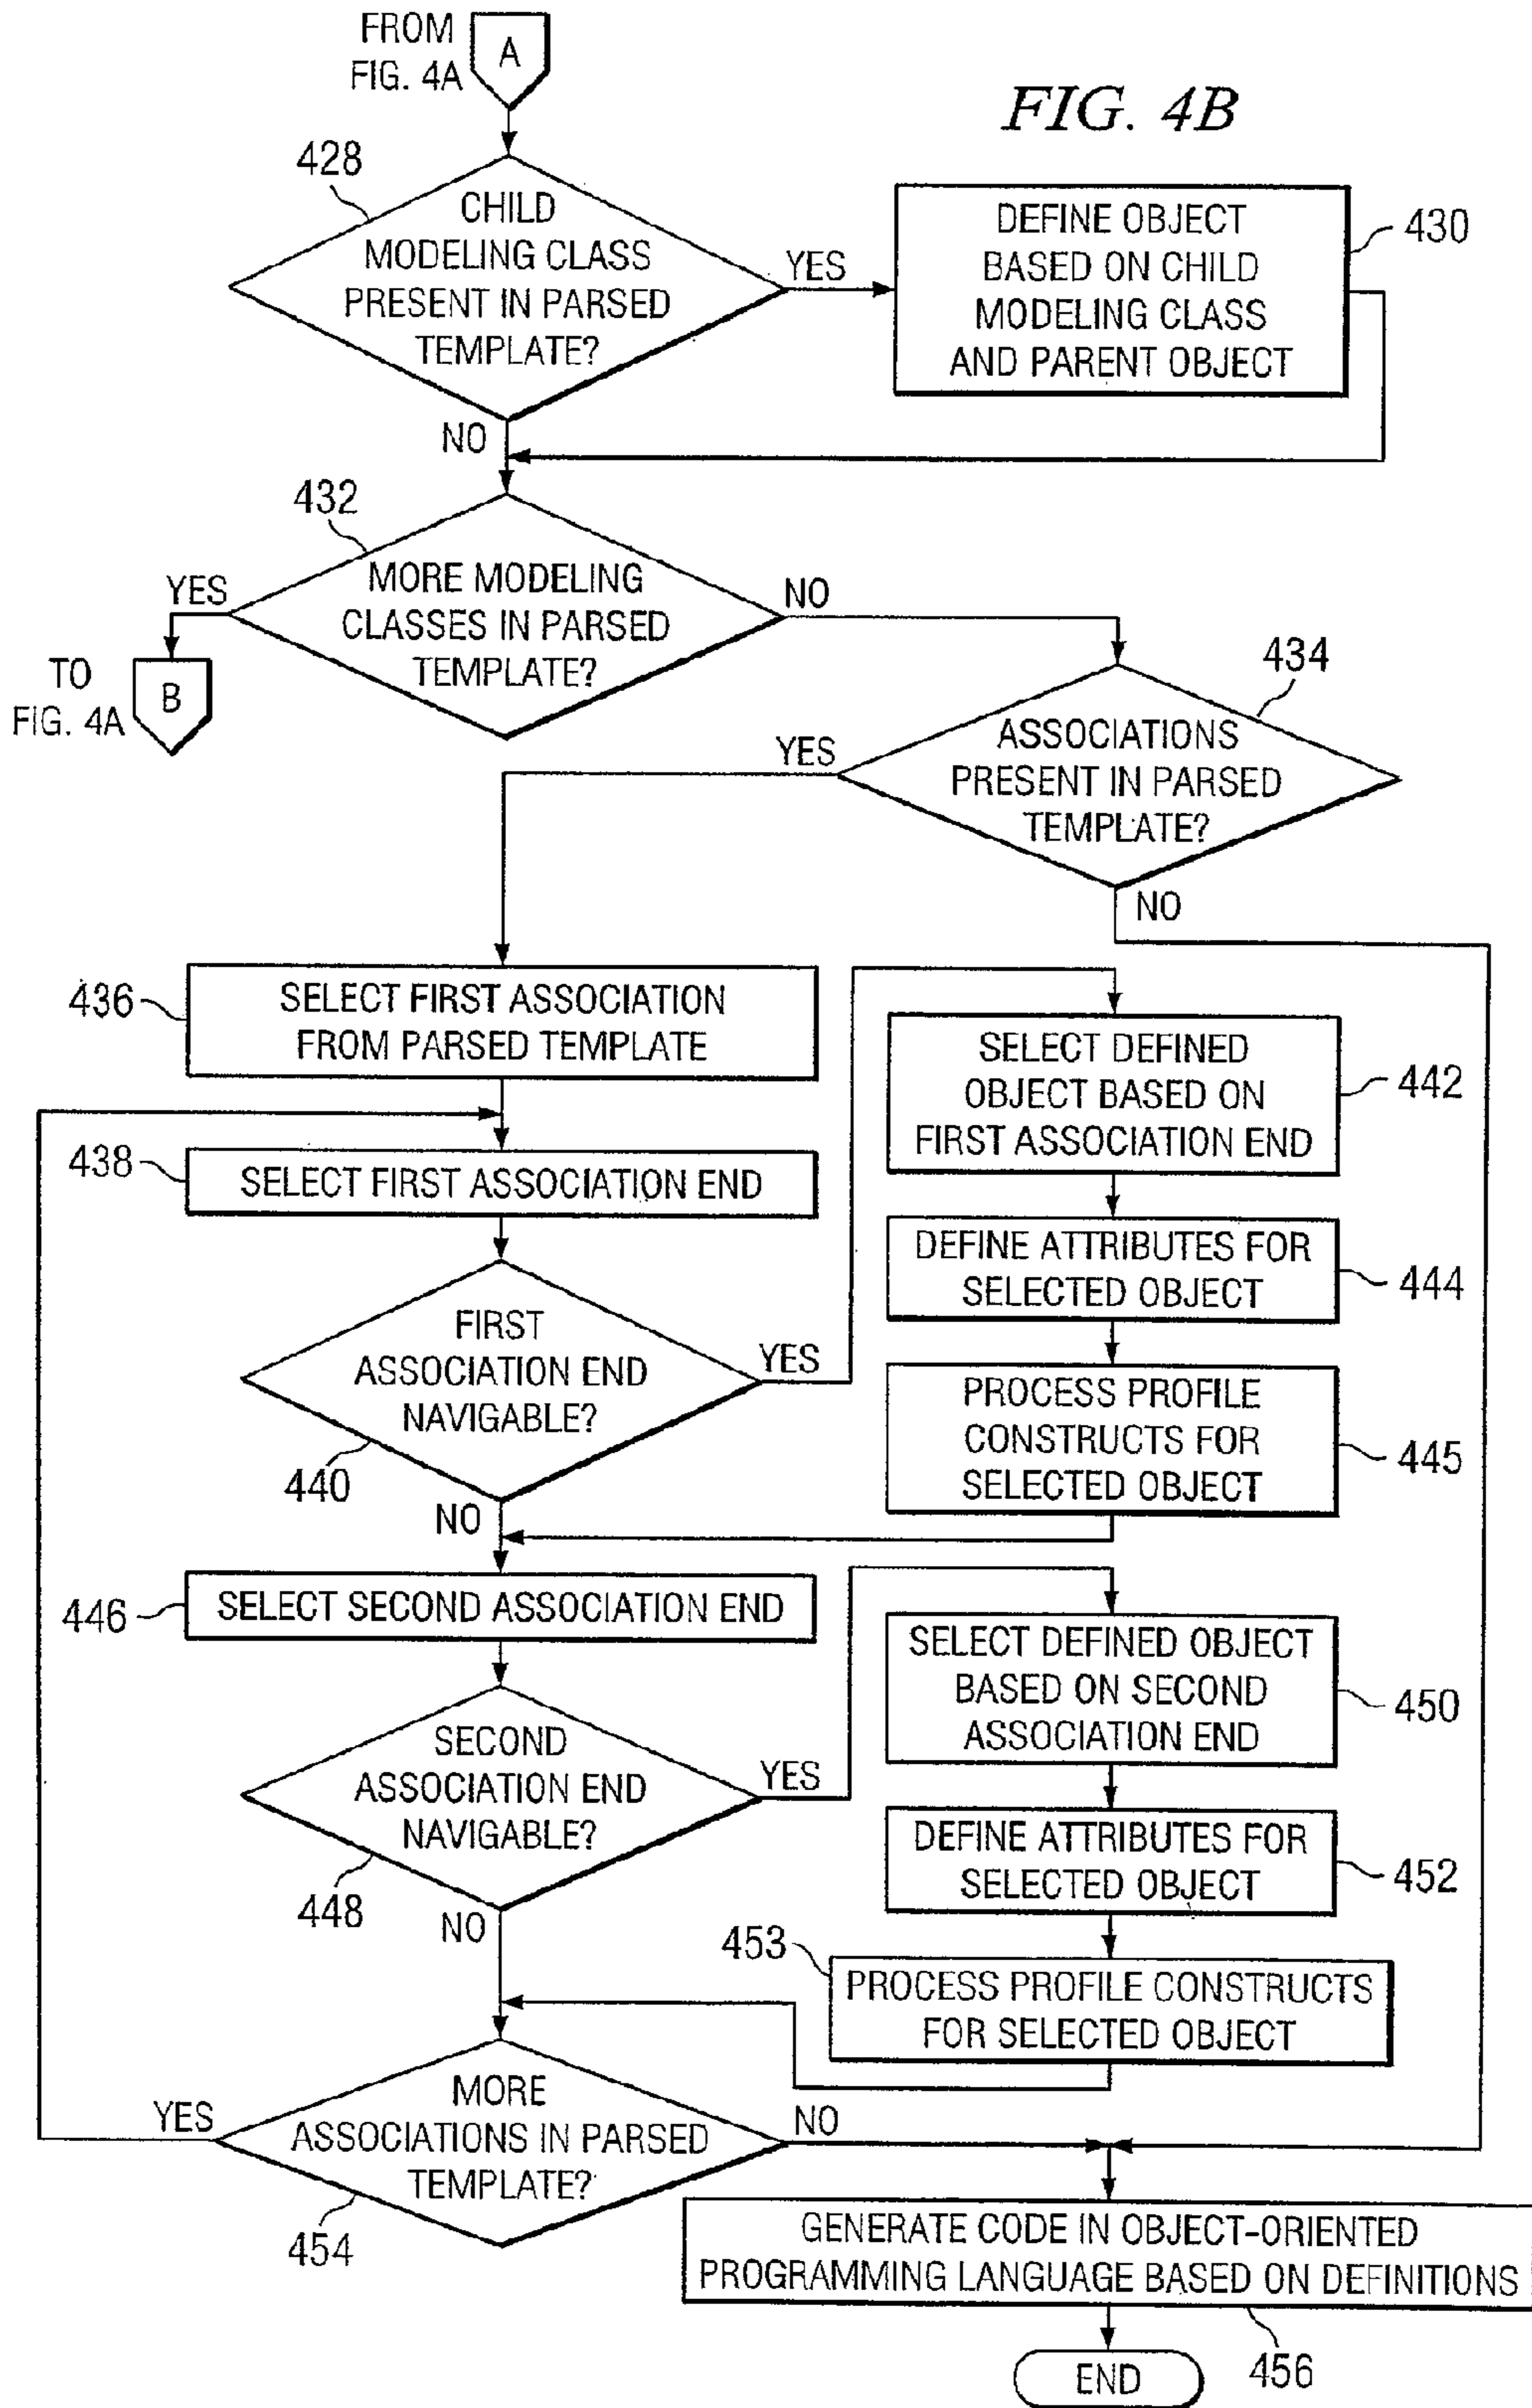 FROM
FIG. 4A
A
FIG. 4B
428
CHILD
MODELING CLASS
PRESENT IN PARSED
TEMPLATE?
YES
DEFINE OBJECT
BASED ON CHILD
MODELING CLASS
AND PARENT OBJECT
430
NO
432
MORE MODELING
CLASSES IN PARSED
TEMPLATE?
YES
NO
TO
FIG. 4A
B
434
ASSOCIATIONS
PRESENT IN PARSED
TEMPLATE?
YES
NO
436
SELECT FIRST ASSOCIATION
FROM PARSED TEMPLATE
438
SELECT FIRST ASSOCIATION END
FIRST
ASSOCIATION END
NAVIGABLE?
YES
440
NO
SELECT DEFINED
OBJECT BASED ON
FIRST ASSOCIATION END
442
DEFINE ATTRIBUTES FOR
SELECTED OBJECT
444
PROCESS PROFILE
CONSTRUCTS FOR
SELECTED OBJECT
445
446
SELECT SECOND ASSOCIATION END
SECOND
ASSOCIATION END
NAVIGABLE?
YES
448
NO
SELECT DEFINED OBJECT
BASED ON SECOND
ASSOCIATION END
450
DEFINE ATTRIBUTES FOR
SELECTED OBJECT
452
453
PROCESS PROFILE CONSTRUCTS
FOR SELECTED OBJECT
MORE
ASSOCIATIONS IN PARSED
TEMPLATE?
YES
NO
454
GENERATE CODE IN OBJECT-ORIENTED
PROGRAMMING LANGUAGE BASED ON DEFINITIONS
456
END